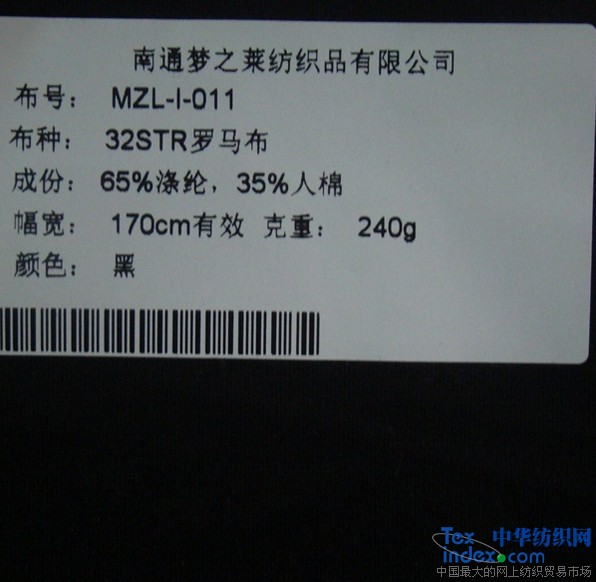 南通梦之莱纺织品有限公司
布号： MZL-I-011
布种： 32STR罗马布
成份： 65%涤纶，35%人棉
幅宽： 170cm有效 克重： 240g
颜色： 黑
Tex 中华纺织网
index.com
中国最大的网上纺织贸易市场